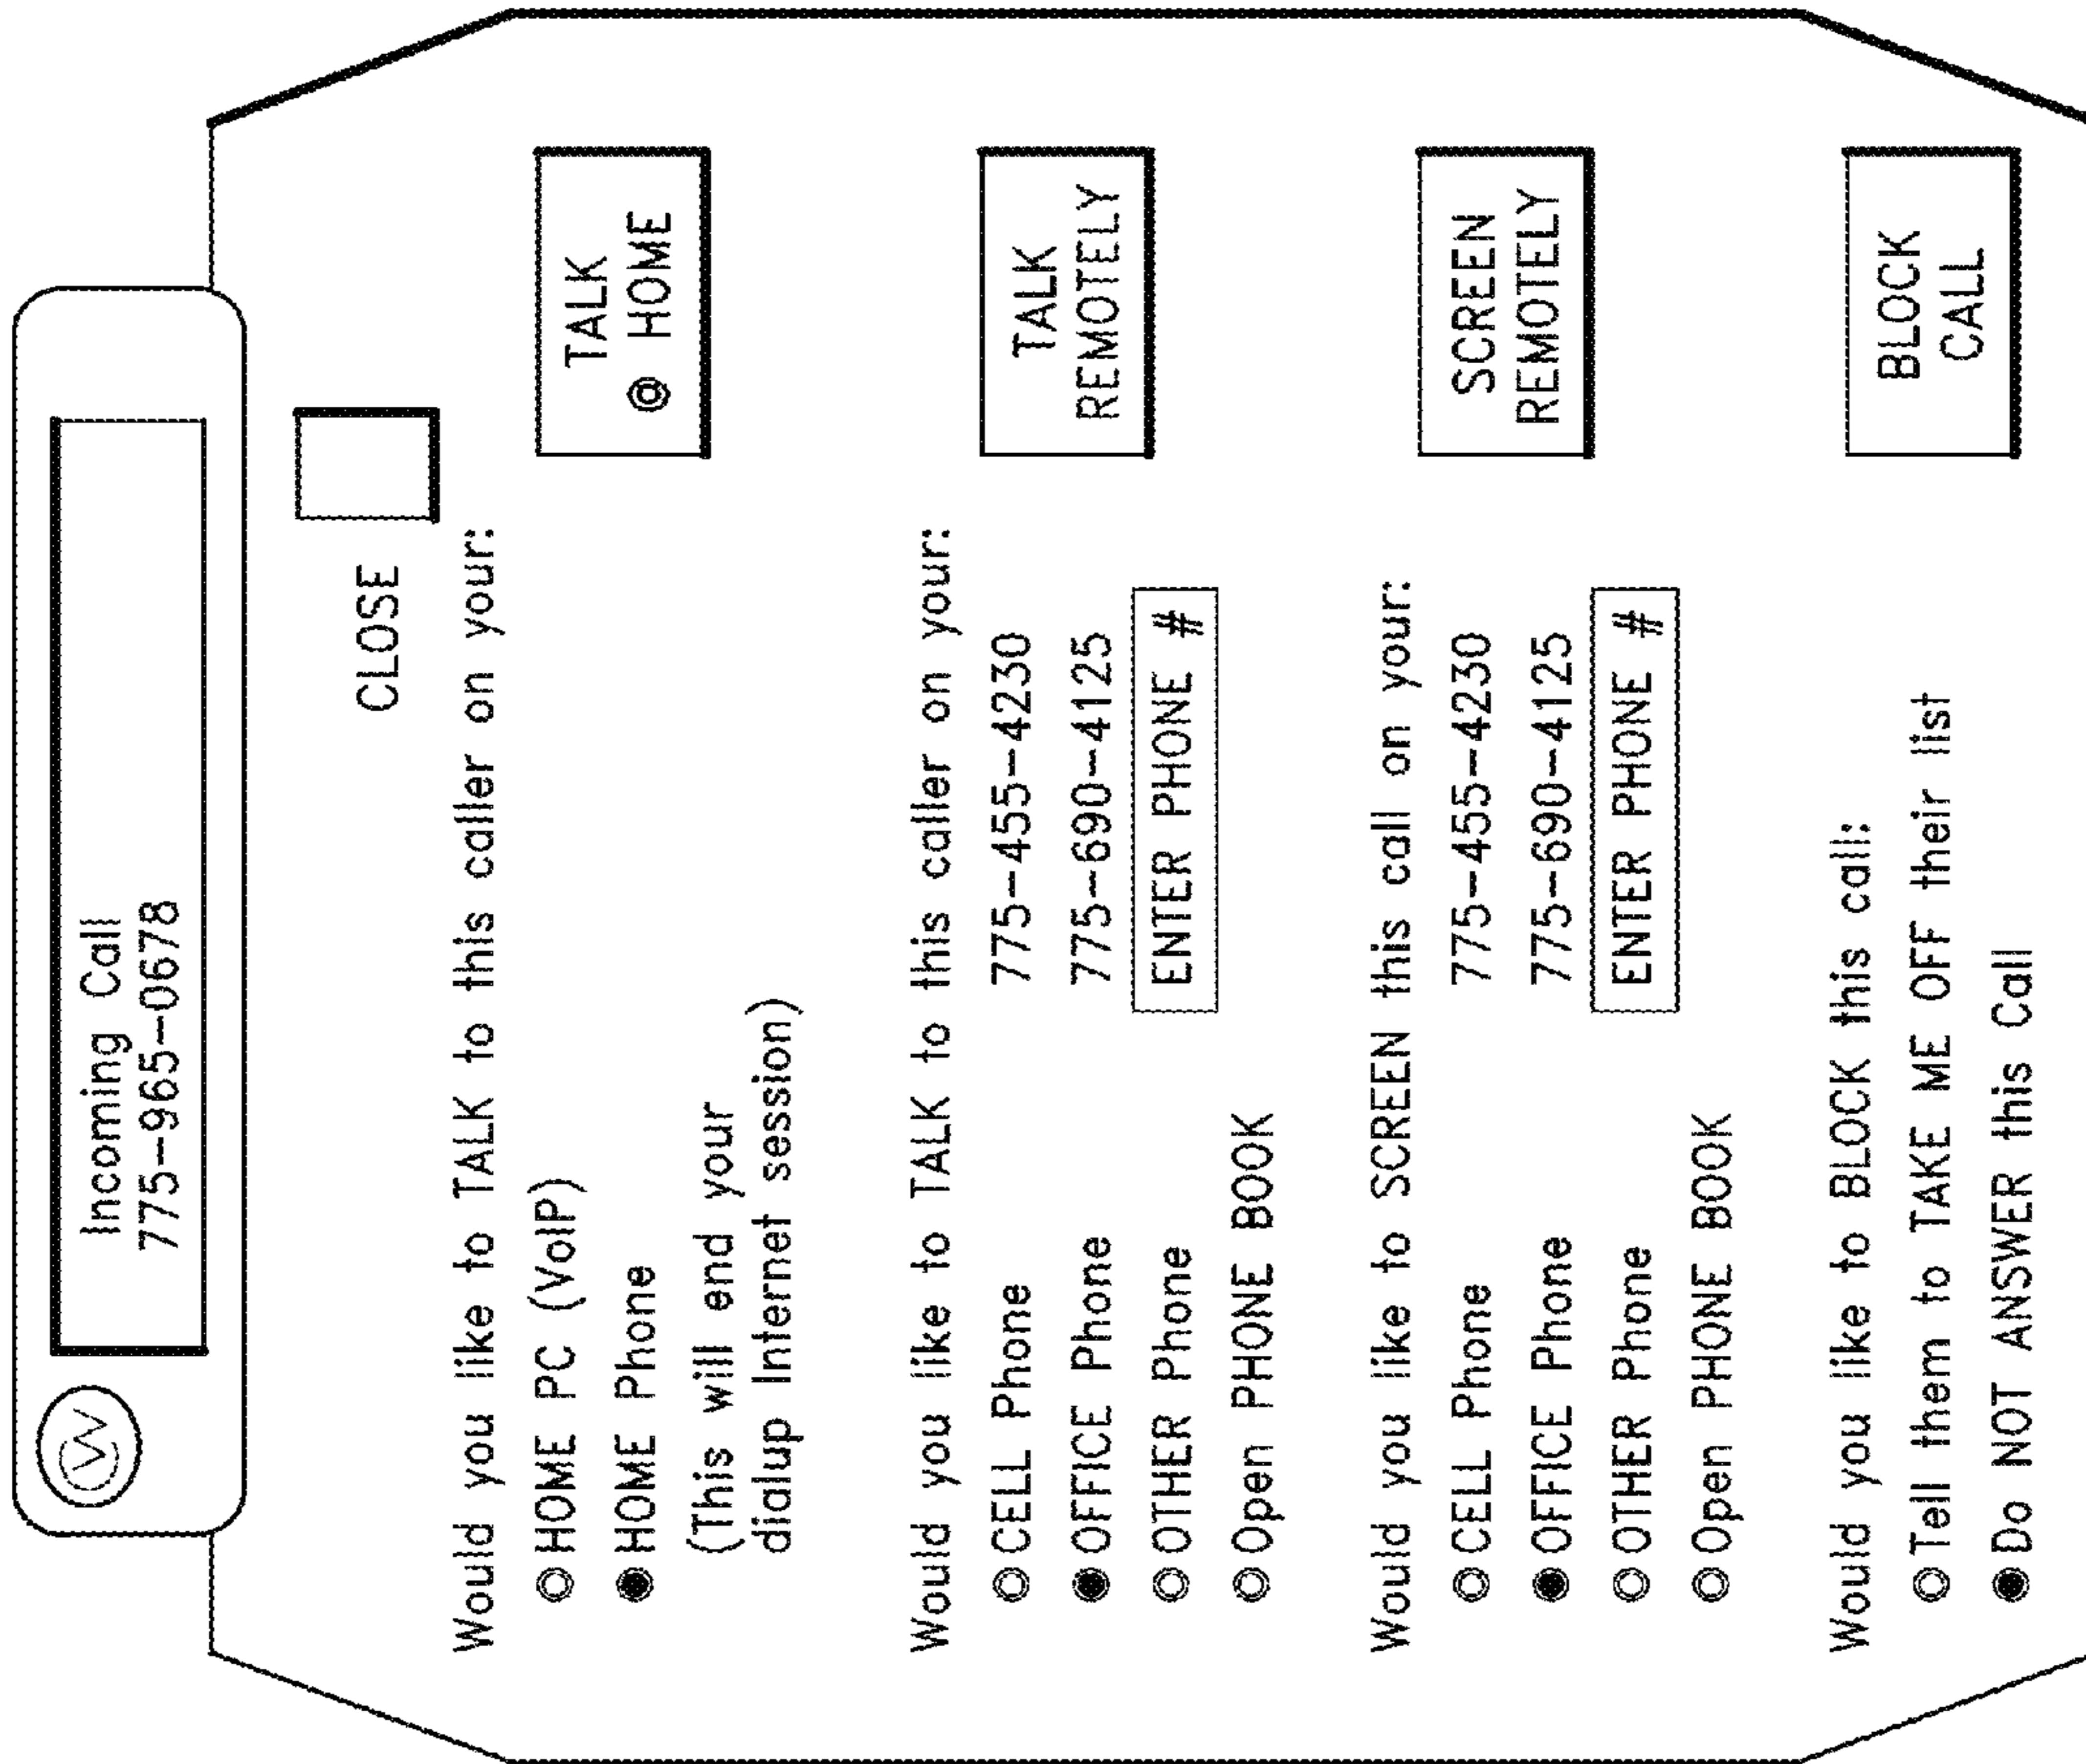 CW
Incoming Call
775-965-0678
CLOSE
Would you like to TALK to this caller on your:
HOME PC (VoIP)
HOME Phone
(This will end your
dialup Internet session)
TALK
@ HOME
Would you like to TALK to this caller on your:
CELL Phone 775-455-4230
OFFICE Phone 775-690-4125
OTHER Phone ENTER PHONE #
Open PHONE BOOK
TALK
REMOTELY
Would you like to SCREEN this call on your:
CELL Phone 775-455-4230
OFFICE Phone 775-690-4125
OTHER Phone ENTER PHONE #
Open PHONE BOOK
SCREEN
REMOTELY
Would you like to BLOCK this call:
Tell them to TAKE ME OFF their list
Do NOT ANSWER this Call
BLOCK
CALL